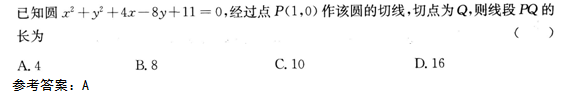 已知圆 x²+y²+4x-8y+11=0,经过点 P(1,0) 作该圆的切线,切点为 Q,则线段 PQ 的
长为 ( )
A. 4 B. 8 C. 10 D. 16
参考答案：A